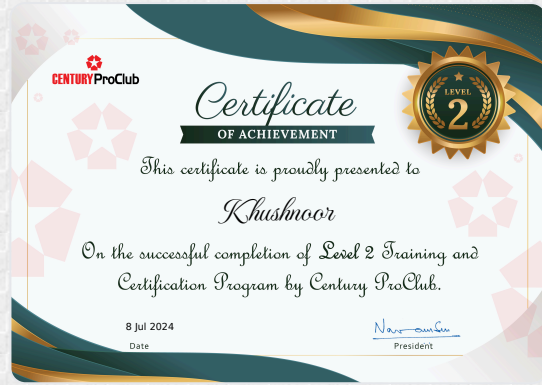 CENTURY ProClub
Certificate
OF ACHIEVEMENT
LEVEL
2
This certificate is proudly presented to
Khushnoor
On the successful completion of Level 2 Training and
Certification Program by Century ProClub.
8 Jul 2024
Date
President